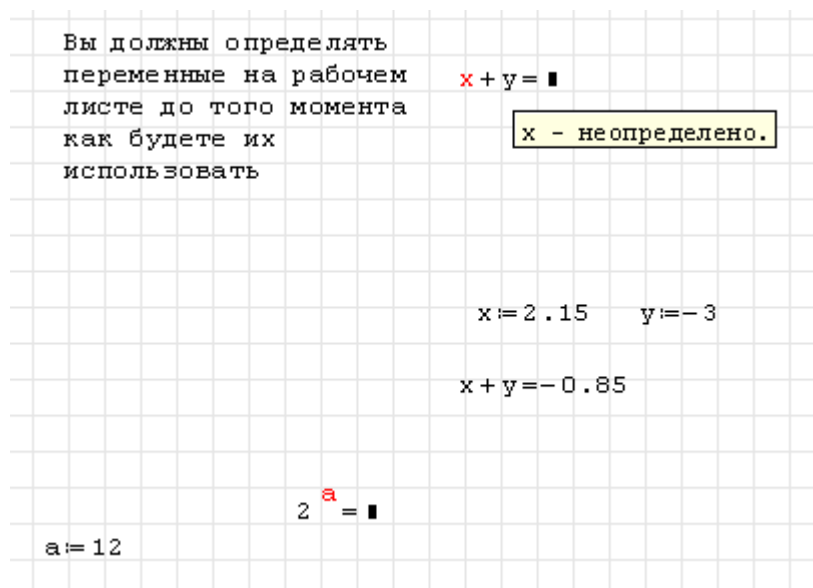 Вы должны определять
переменные на рабочем
листе до того момента
как будете их
использовать
x+y=∎
x - неопределено.
x≔2.15 y≔-3
x+y=-0.85
2^a=∎
a≔12